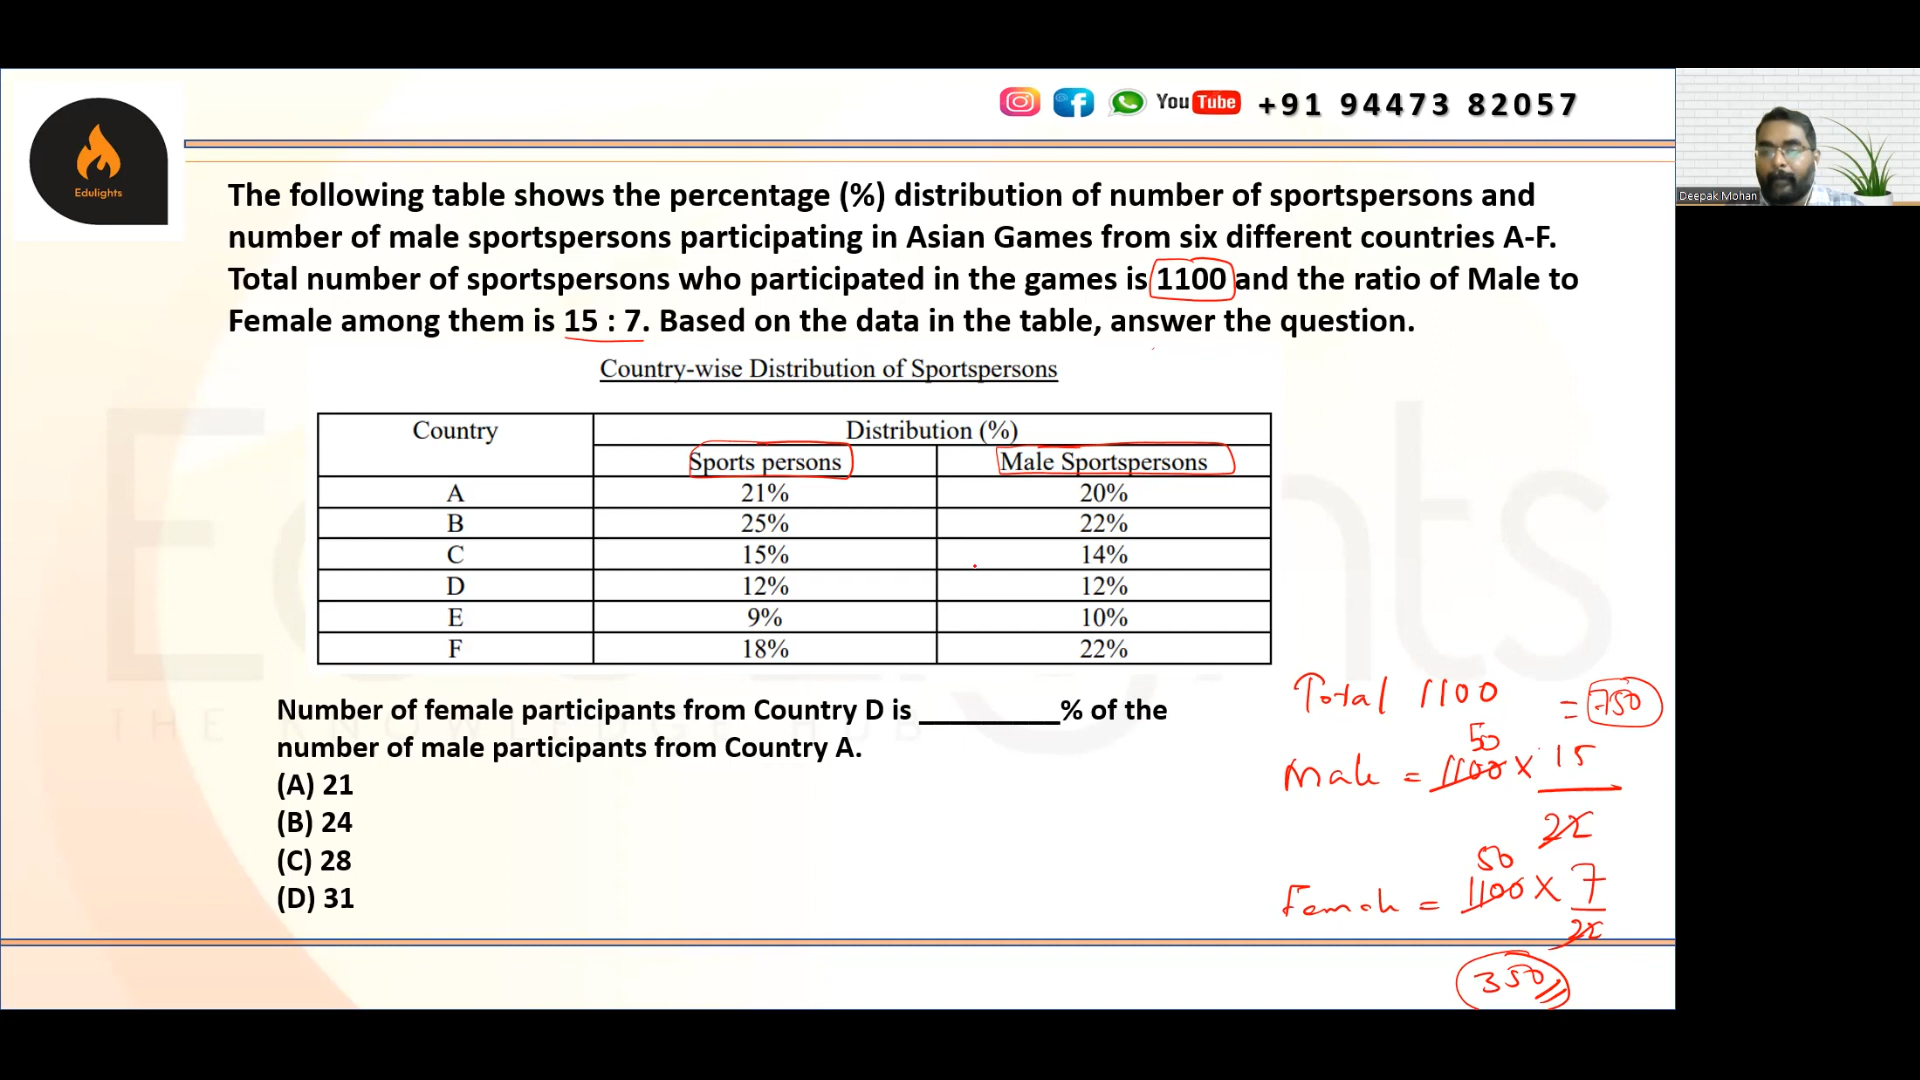 You Tube +91 94473 82057
Edulights
Deepak Mohan
The following table shows the percentage (%) distribution of number of sportspersons and
number of male sportspersons participating in Asian Games from six different countries A-F.
Total number of sportspersons who participated in the games is 1100 and the ratio of Male to
Female among them is 15 : 7. Based on the data in the table, answer the question.
Country-wise Distribution of Sportspersons
Country Distribution (%)
Sports persons Male Sportspersons
A 21% 20%
B 25% 22%
C 15% 14%
D 12% 12%
E 9% 10%
F 18% 22%
Number of female participants from Country D is __________% of the
number of male participants from Country A.
(A) 21
(B) 24
(C) 28
(D) 31
Total 1100
= 750
50
Male = 1100 x 15
22
50
Female = 1100 x 7
22
350
Edulights
THE KNOWLEDGE HUB